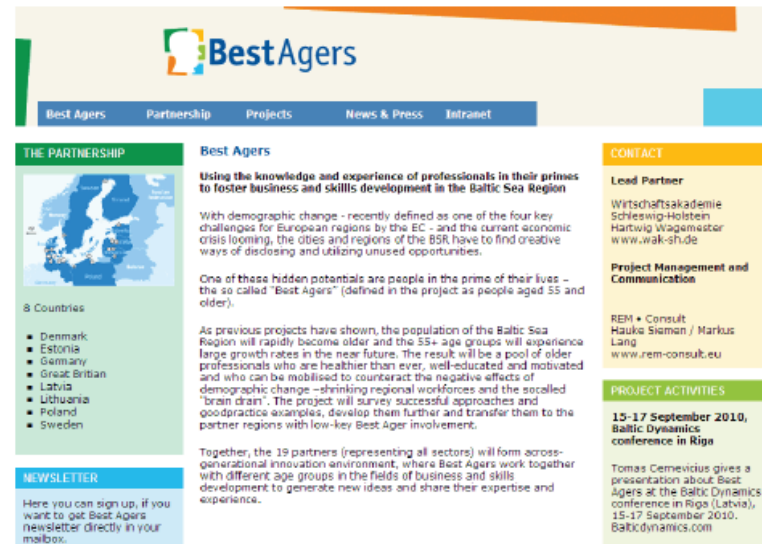 BestAgers
Best Agers Partnership Projects News & Press Intranet
THE PARTNERSHIP
8 Countries
Denmark
Estonia
Germany
Great Britian
Latvia
Lithuania
Poland
Sweden
NEWSLETTER
Here you can sign up, if you
want to get Best Agers
newsletter directly in your
mailbox.
Best Agers
Using the knowledge and experience of professionals in their primes
to foster business and skillls development in the Baltic Sea Region
With demographic change - recently defined as one of the four key
challenges for European regions by the EC - and the current economic
crisis looming, the cities and regions of the BSR have to find creative
ways of disclosing and utilizing unused opportunities.
One of these hidden potentials are people in the prime of their lives –
the so called "Best Agers" (defined in the project as people aged 55 and
older).
As previous projects have shown, the population of the Baltic Sea
Region will rapidly become older and the 55+ age groups will experience
large growth rates in the near future. The result will be a pool of older
professionals who are healthier than ever, well-educated and motivated
and who can be mobilised to counteract the negative effects of
demographic change –shrinking regional workforces and the socalled
"brain drain". The project will survey successful approaches and
goodpractice examples, develop them further and transfer them to the
partner regions with low-key Best Ager involvement.
Together, the 19 partners (representing all sectors) will form across-
generational innovation environment, where Best Agers work together
with different age groups in the fields of business and skills
development to generate new ideas and share their expertise and
experience.
CONTACT
Lead Partner
Wirtschaftsakademie
Schleswig-Holstein
Hartwig Wagemester
www.wak-sh.de
Project Management and
Communication
REM • Consult
Hauke Siemen / Markus
Lang
www.rem-consult.eu
PROJECT ACTIVITIES
15-17 September 2010,
Baltic Dynamics
conference in Riga
Tomas Cernevicius gives a
presentation about Best
Agers at the Baltic Dynamics
conference in Riga (Latvia),
15-17 September 2010.
Balticdynamics.com